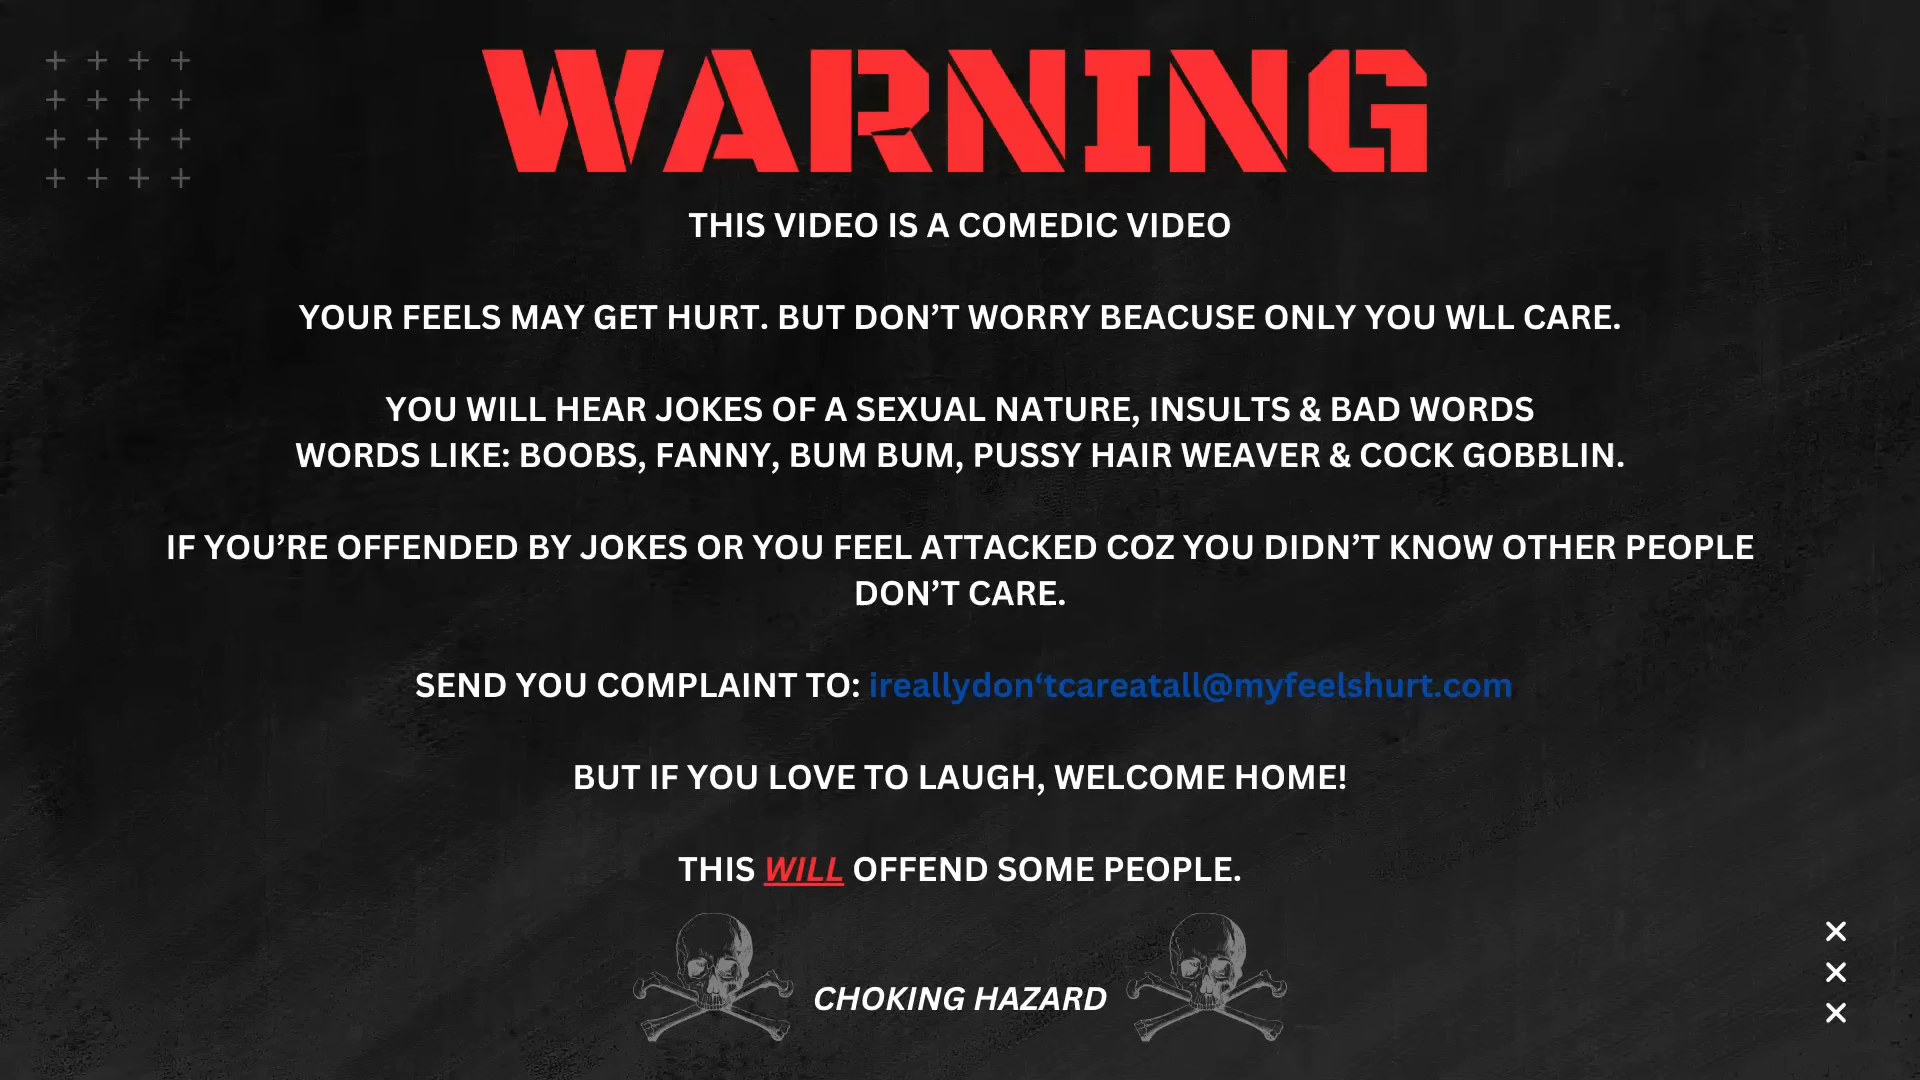 WARNING
THIS VIDEO IS A COMEDIC VIDEO
YOUR FEELS MAY GET HURT. BUT DON’T WORRY BEACUSE ONLY YOU WLL CARE.
YOU WILL HEAR JOKES OF A SEXUAL NATURE, INSULTS & BAD WORDS
WORDS LIKE: BOOBS, FANNY, BUM BUM, PUSSY HAIR WEAVER & COCK GOBBLIN.
IF YOU’RE OFFENDED BY JOKES OR YOU FEEL ATTACKED COZ YOU DIDN’T KNOW OTHER PEOPLE
DON’T CARE.
SEND YOU COMPLAINT TO: ireallydon‘tcareatall@myfeelshurt.com
BUT IF YOU LOVE TO LAUGH, WELCOME HOME!
THIS WILL OFFEND SOME PEOPLE.
CHOKING HAZARD